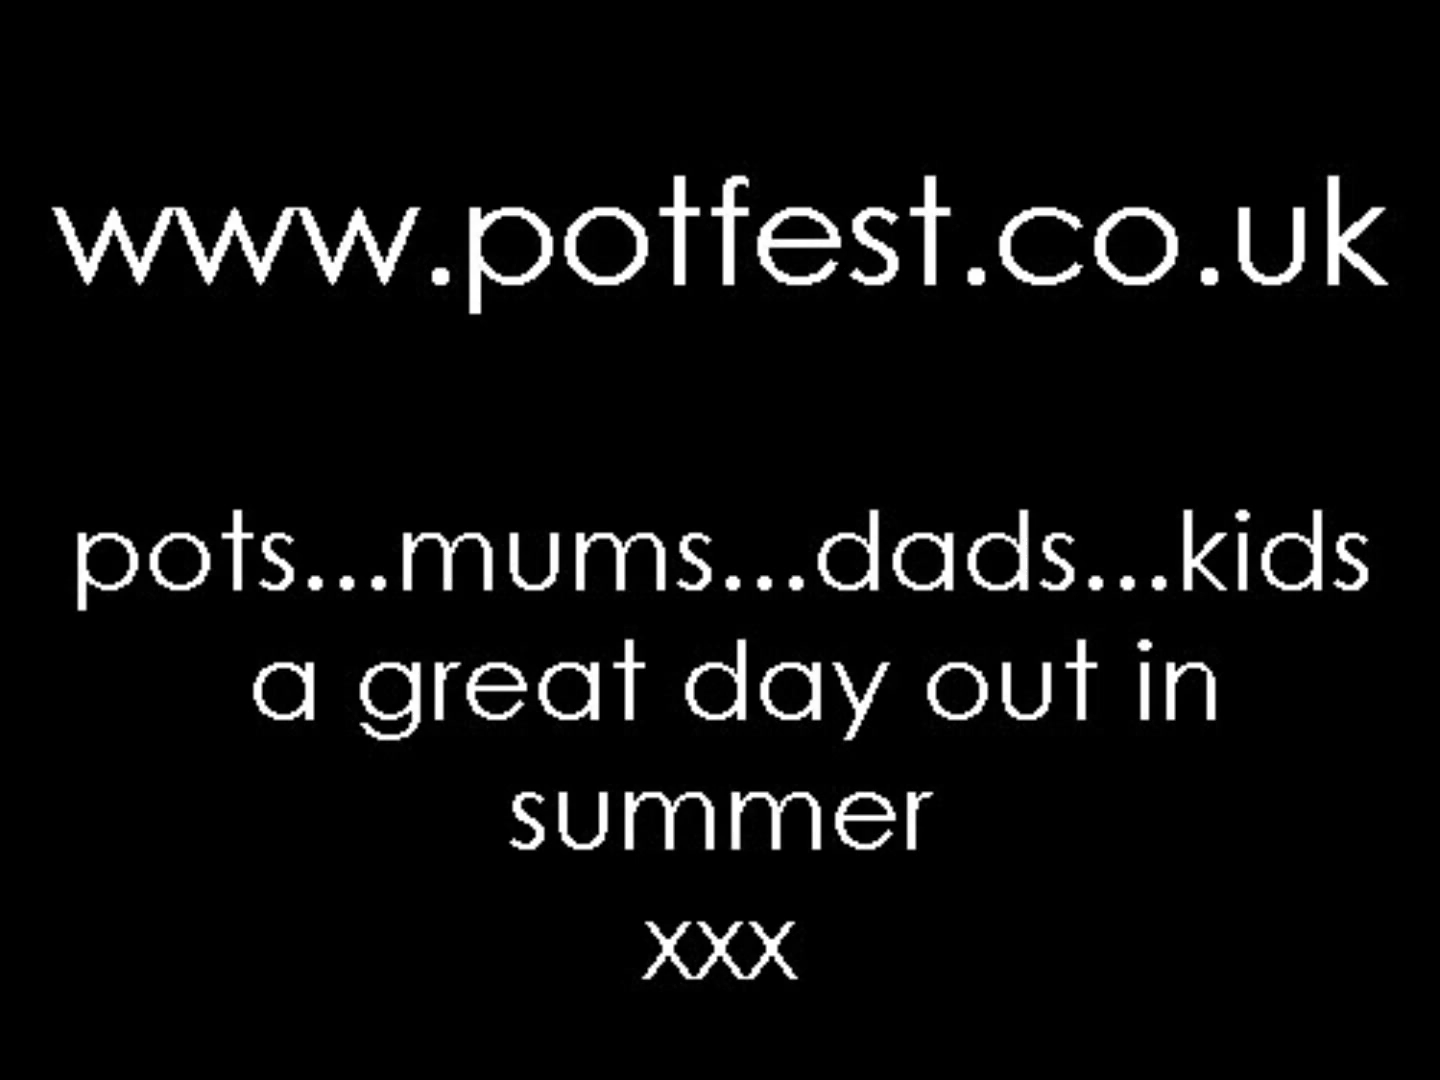 www.potfest.co.uk
pots...mums...dads...kids
a great day out in
summer
xxx